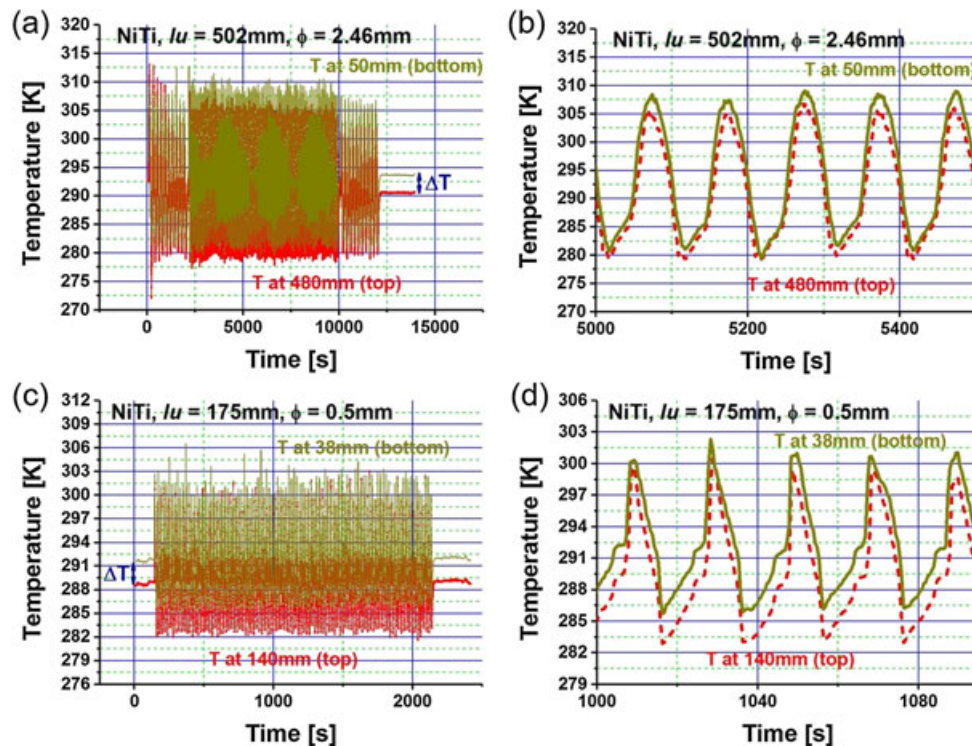 (a)
NiTi, lu = 502mm, ϕ = 2.46mm
T at 50mm (bottom)
ΔT
T at 480mm (top)
Temperature [K]
320
310
305
300
295
290
280
270
0
5000
10000
15000
Time [s]
(b)
NiTi, lu = 502mm, ϕ = 2.46mm
T at 50mm (bottom)
T at 480mm (top)
Temperature [K]
320
315
310
305
300
295
290
285
280
275
270
5000
5200
5400
Time [s]
(c)
NiTi, lu = 175mm, ϕ = 0.5mm
T at 38mm (bottom)
ΔT
T at 140mm (top)
Temperature [K]
312
309
306
303
300
297
294
291
288
285
282
279
276
0
1000
2000
Time [s]
(d)
NiTi, lu = 175mm, ϕ = 0.5mm
T at 38mm (bottom)
T at 140mm (top)
Temperature [K]
306
303
300
297
294
291
288
285
282
279
1000
1040
1080
Time [s]